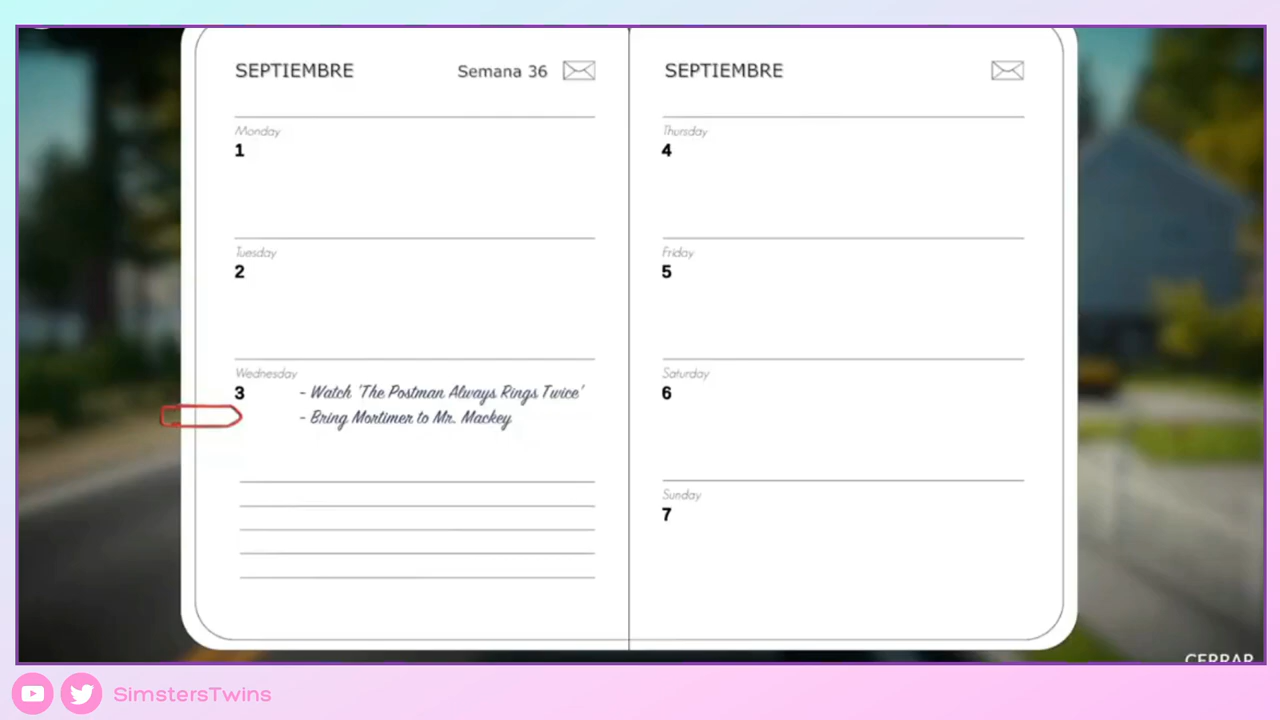 SEPTIEMBRE
Semana 36
Monday
1
Tuesday
2
Wednesday
3
- Watch 'The Postman Always Rings Twice'
- Bring Mortimer to Mr. Mackey
SEPTIEMBRE
Thursday
4
Friday
5
Saturday
6
Sunday
7
CERRAR
SimstersTwins